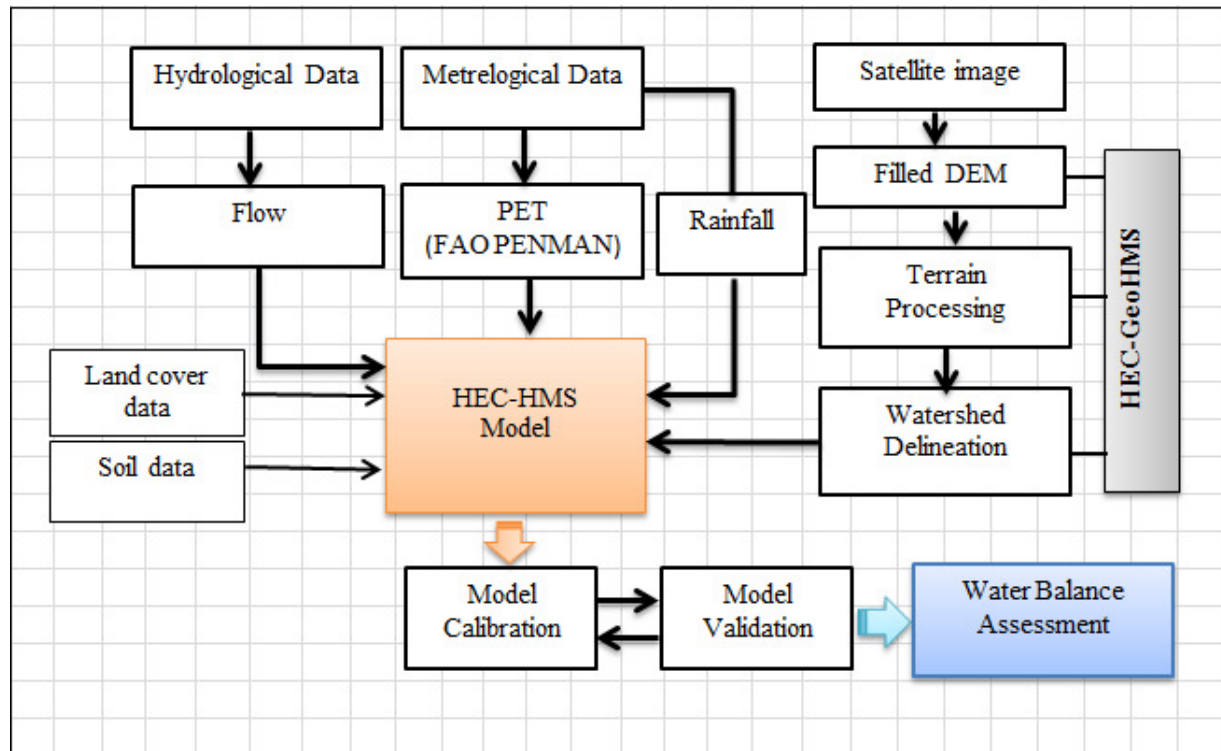 Hydrological Data
Metrelogical Data
Satellite image
Filled DEM
Flow
PET
(FAO PENMAN)
Rainfall
Terrain
Processing
HEC-GeoHMS
Land cover
data
HEC-HMS
Model
Watershed
Delineation
Soil data
Model
Calibration
Model
Validation
Water Balance
Assessment